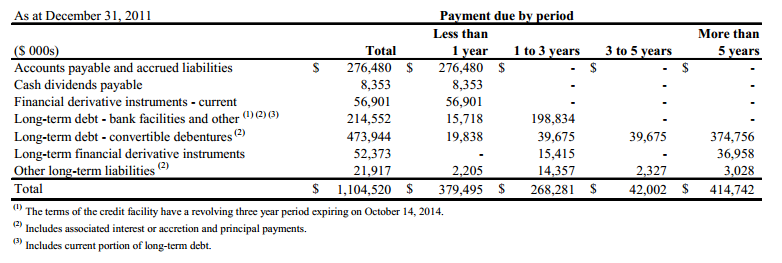 As at December 31, 2011 Payment due by period
Less than More than
($ 000s) Total 1 year 1 to 3 years 3 to 5 years 5 years
Accounts payable and accrued liabilities $ 276,480 $ 276,480 $ - $ - $ -
Cash dividends payable 8,353 8,353 - - -
Financial derivative instruments - current 56,901 56,901 - - -
Long-term debt - bank facilities and other (1) (2) (3) 214,552 15,718 198,834 - -
Long-term debt - convertible debentures (2) 473,944 19,838 39,675 39,675 374,756
Long-term financial derivative instruments 52,373 - 15,415 - 36,958
Other long-term liabilities (2) 21,917 2,205 14,357 2,327 3,028
Total $ 1,104,520 $ 379,495 $ 268,281 $ 42,002 $ 414,742
(1) The terms of the credit facility have a revolving three year period expiring on October 14, 2014.
(2) Includes associated interest or accretion and principal payments.
(3) Includes current portion of long-term debt.